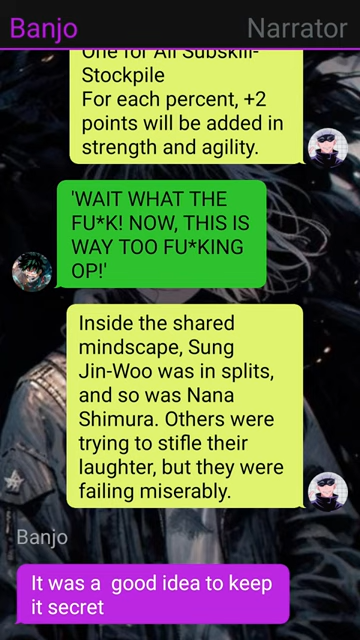 Banjo
Narrator
One for All Subskill-
Stockpile
For each percent, +2
points will be added in
strength and agility.
'WAIT WHAT THE
FU*K! NOW, THIS IS
WAY TOO FU*KING
OP!'
Inside the shared
mindscape, Sung
Jin-Woo was in splits,
and so was Nana
Shimura. Others were
trying to stifle their
laughter, but they were
failing miserably.
Banjo
It was a  good idea to keep
it secret